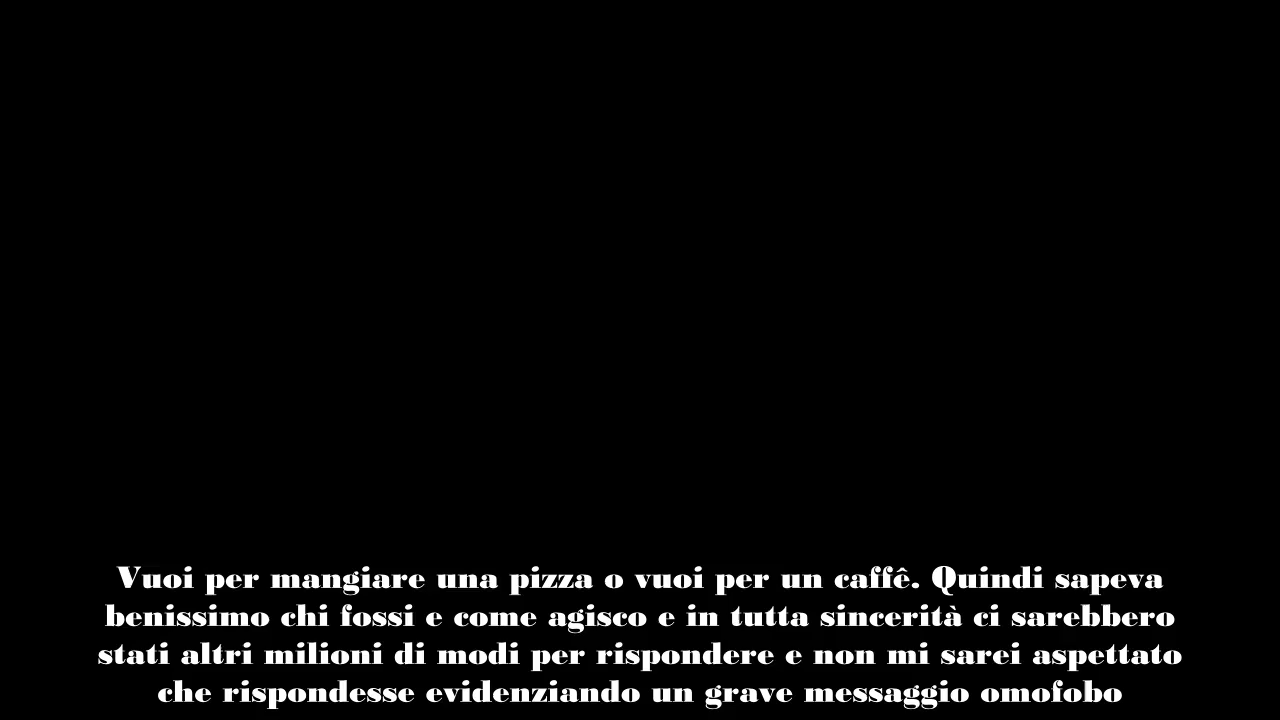 Vuoi per mangiare una pizza o vuoi per un caffê. Quindi sapeva
benissimo chi fossi e come agisco e in tutta sincerità ci sarebbero
stati altri milioni di modi per rispondere e non mi sarei aspettato
che rispondesse evidenziando un grave messaggio omofobo